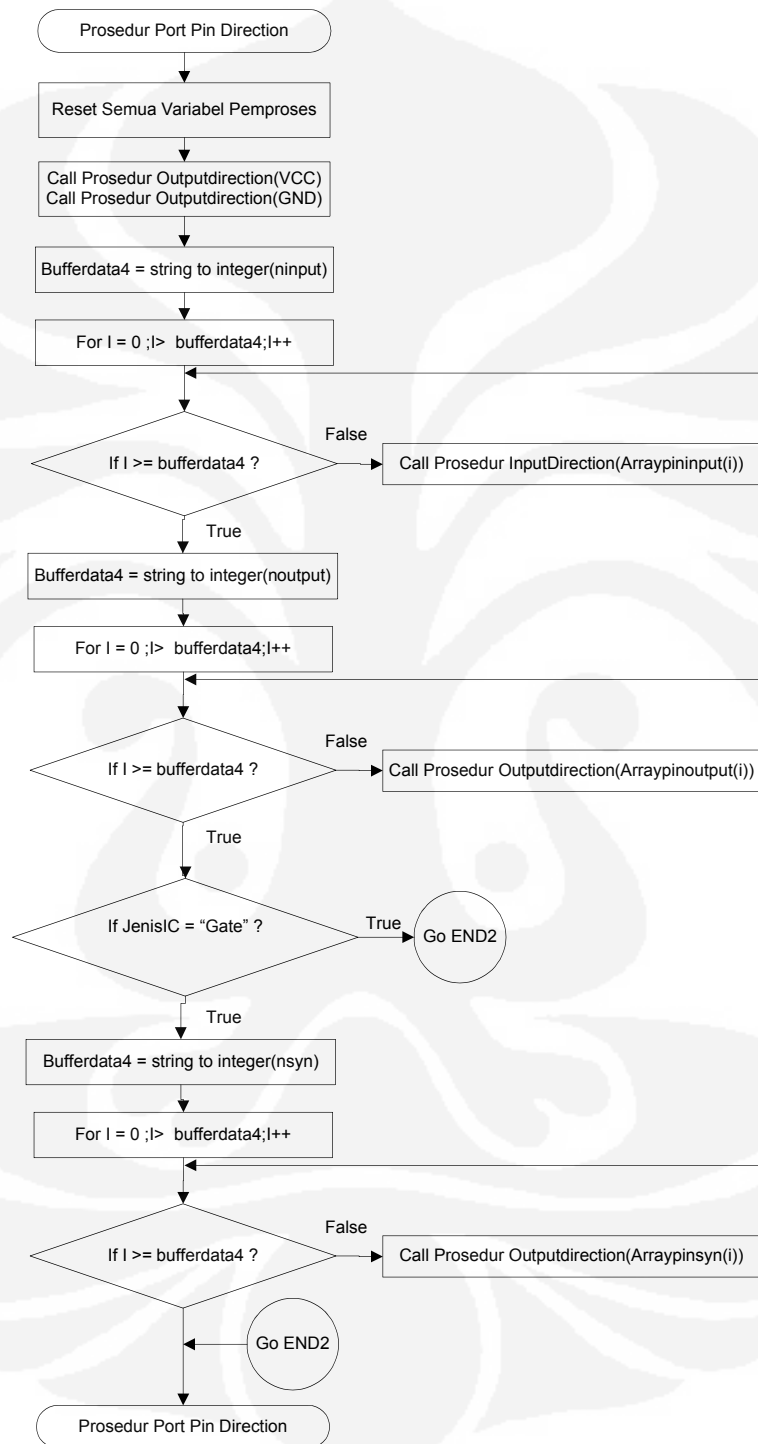 Prosedur Port Pin Direction
Reset Semua Variabel Pemproses
Call Prosedur Outputdirection(VCC)
Call Prosedur Outputdirection(GND)
Bufferdata4 = string to integer(ninput)
For I = 0 ;I> bufferdata4;I++
If I >= bufferdata4 ?
False
Call Prosedur InputDirection(Arraypininput(i))
True
Bufferdata4 = string to integer(noutput)
For I = 0 ;I> bufferdata4;I++
If I >= bufferdata4 ?
False
Call Prosedur Outputdirection(Arraypinoutput(i))
True
If JenisIC = “Gate” ?
True
Go END2
True
Bufferdata4 = string to integer(nsyn)
For I = 0 ;I> bufferdata4;I++
If I >= bufferdata4 ?
False
Call Prosedur Outputdirection(Arraypinsyn(i))
Go END2
Prosedur Port Pin Direction